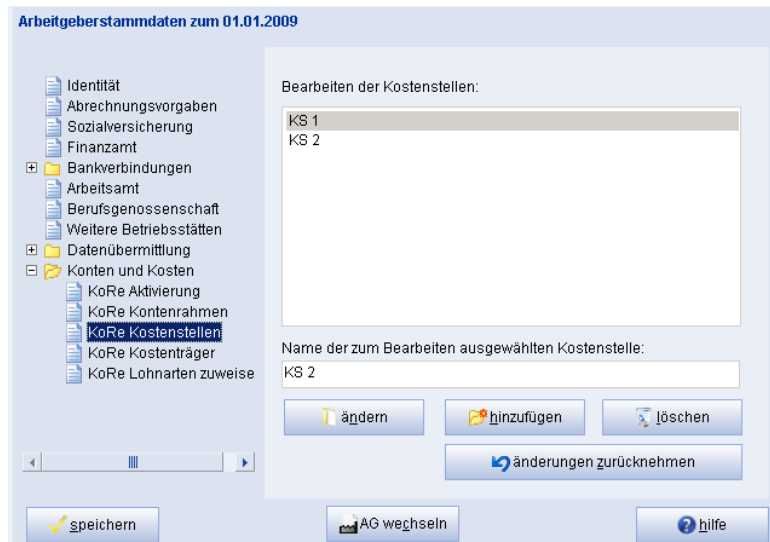 Arbeitgeberstammdaten zum 01.01.2009
Identität
Abrechnungsvorgaben
Sozialversicherung
Finanzamt
Bankverbindungen
Arbeitsamt
Berufsgenossenschaft
Weitere Betriebsstätten
Datenübermittlung
Konten und Kosten
KoRe Aktivierung
KoRe Kontenrahmen
KoRe Kostenstellen
KoRe Kostenträger
KoRe Lohnarten zuweise
Bearbeiten der Kostenstellen:
KS 1
KS 2
Name der zum Bearbeiten ausgewählten Kostenstelle:
KS 2
ändern
hinzufügen
löschen
änderungen zurücknehmen
speichern
AG wechseln
hilfe